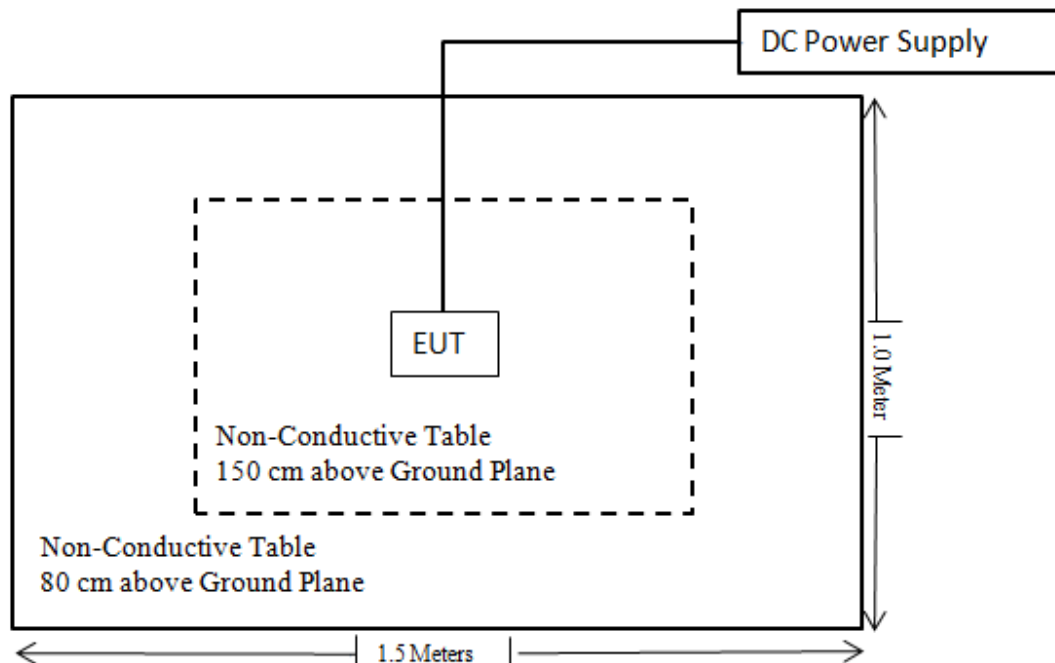 DC Power Supply
EUT
1.0 Meter
Non-Conductive Table
150 cm above Ground Plane
Non-Conductive Table
80 cm above Ground Plane
1.5 Meters